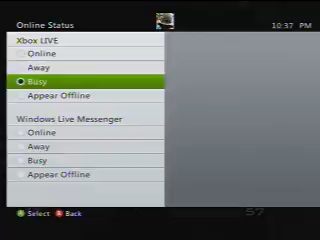 Online Status
10:37 PM
Xbox LIVE
Online
Away
Busy
Appear Offline
Windows Live Messenger
Online
Away
Busy
Appear Offline
Select
Back
57